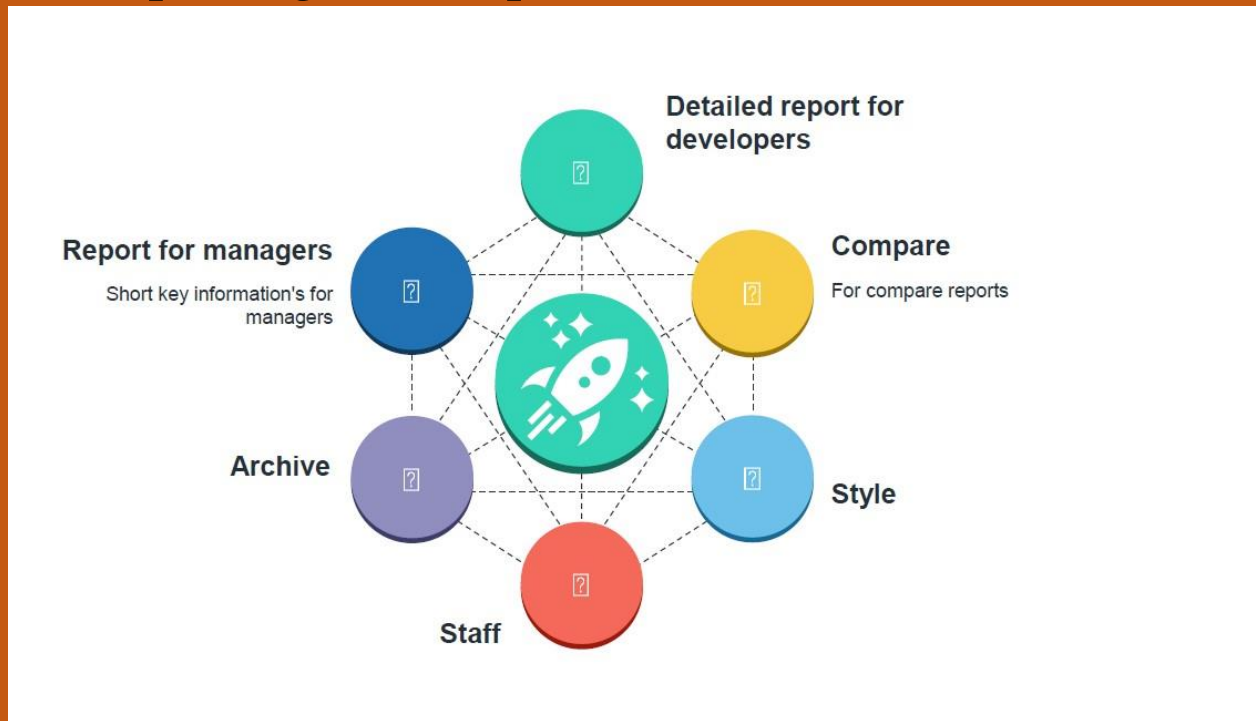 Detailed report for
developers
Report for managers
Short key information's for
managers
Compare
For compare reports
Archive
Style
Staff